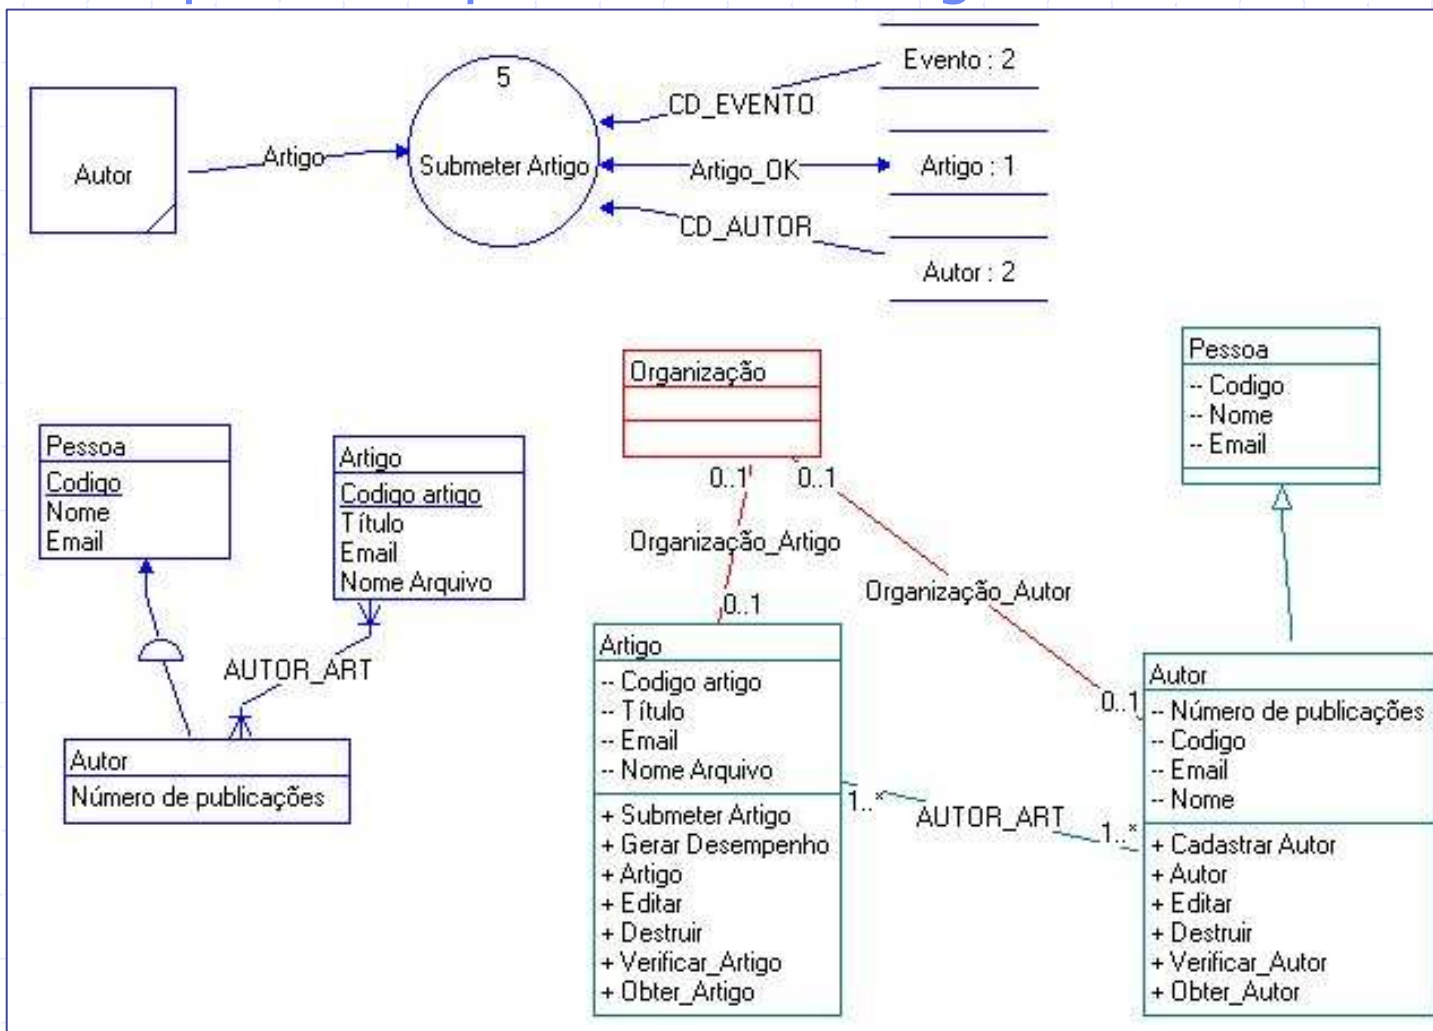 5
Submeter Artigo
Autor
Artigo
CD_EVENTO
Evento : 2
Artigo_OK
Artigo : 1
CD_AUTOR
Autor : 2
Pessoa
Codigo
Nome
Email
Artigo
Codigo artigo
Título
Email
Nome Arquivo
AUTOR_ART
Autor
Número de publicações
Organização
0..1
0..1
Organização_Artigo
0..1
Organização_Autor
0..1
Pessoa
-- Codigo
-- Nome
-- Email
Artigo
-- Codigo artigo
-- Título
-- Email
-- Nome Arquivo
+ Submeter Artigo
+ Gerar Desempenho
+ Artigo
+ Editar
+ Destruir
+ Verificar_Artigo
+ Obter_Artigo
1..*
AUTOR_ART
1..*
Autor
-- Número de publicações
-- Codigo
-- Email
-- Nome
+ Cadastrar Autor
+ Autor
+ Editar
+ Destruir
+ Verificar_Autor
+ Obter_Autor